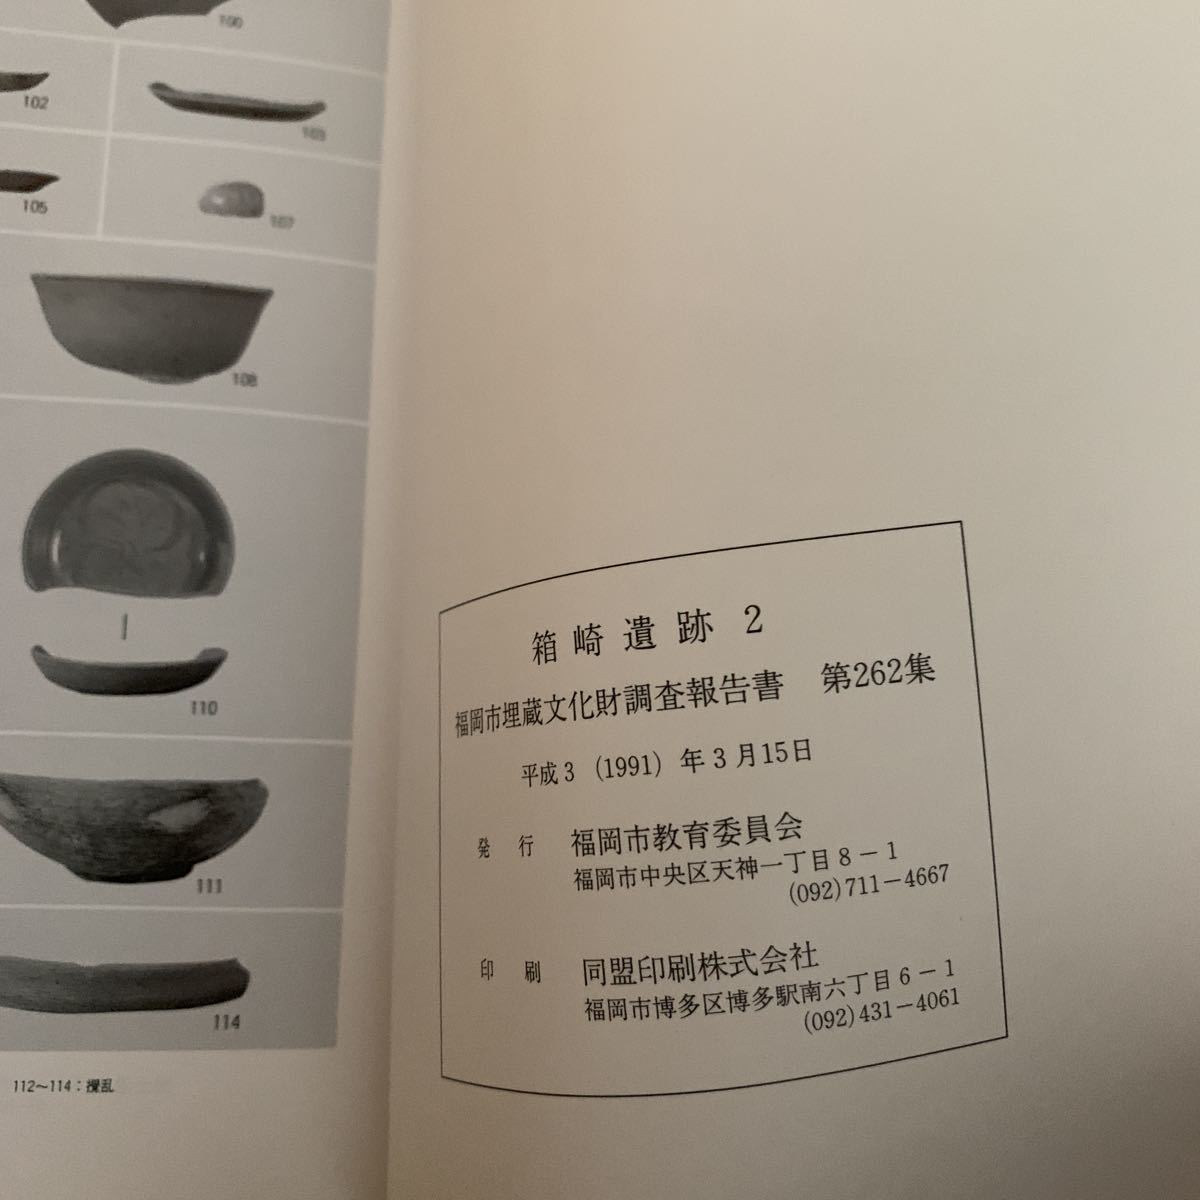 100
102
103
105
107
108
110
111
114
112～114：攪乱
箱崎遺跡 2
福岡市埋蔵文化財調査報告書 第262集
平成3（1991）年3月15日
発行 福岡市教育委員会
福岡市中央区天神一丁目8－1
(092)711－4667
印刷 同盟印刷株式会社
福岡市博多区博多駅南六丁目6－1
(092)431－4061